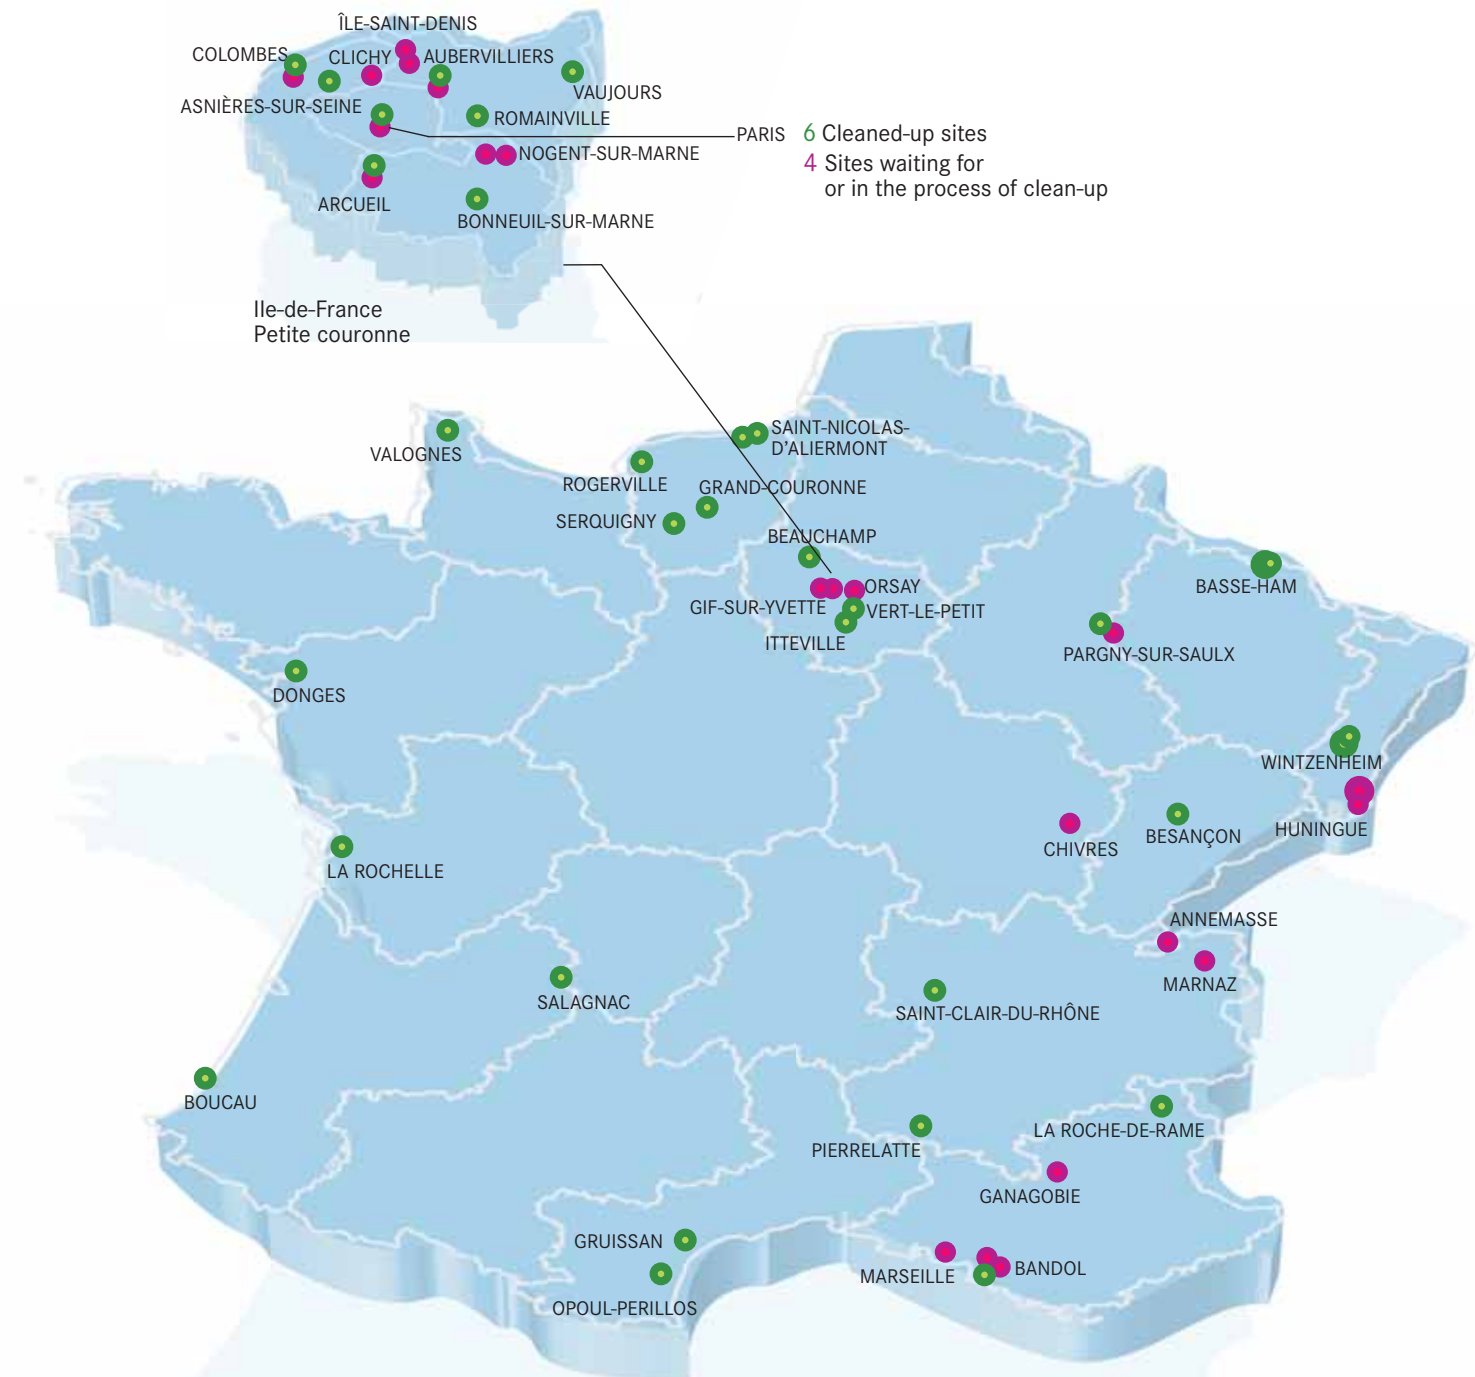 ÎLE-SAINT-DENIS
COLOMBES
CLICHY
AUBERVILLIERS
VAUJOURS
ASNIÈRES-SUR-SEINE
ROMAINVILLE
PARIS
6 Cleaned-up sites
4 Sites waiting for
or in the process of clean-up
NOGENT-SUR-MARNE
ARCUEIL
BONNEUIL-SUR-MARNE
Ile-de-France
Petite couronne
VALOGNES
SAINT-NICOLAS-
D'ALIERMONT
ROGERVILLE
GRAND-COURONNE
SERQUIGNY
BEAUCHAMP
ORSAY
BASSE-HAM
GIF-SUR-YVETTE
VERT-LE-PETIT
ITTEVILLE
PARGNY-SUR-SAULX
DONGES
WINTZENHEIM
HUNINGUE
BESANÇON
CHIVRES
LA ROCHELLE
ANNEMASSE
MARNAZ
SALAGNAC
SAINT-CLAIR-DU-RHÔNE
BOUCAU
LA ROCHE-DE-RAME
PIERRELATTE
GANAGOBIE
GRUISSAN
MARSEILLE
BANDOL
OPOUL-PERILLOS